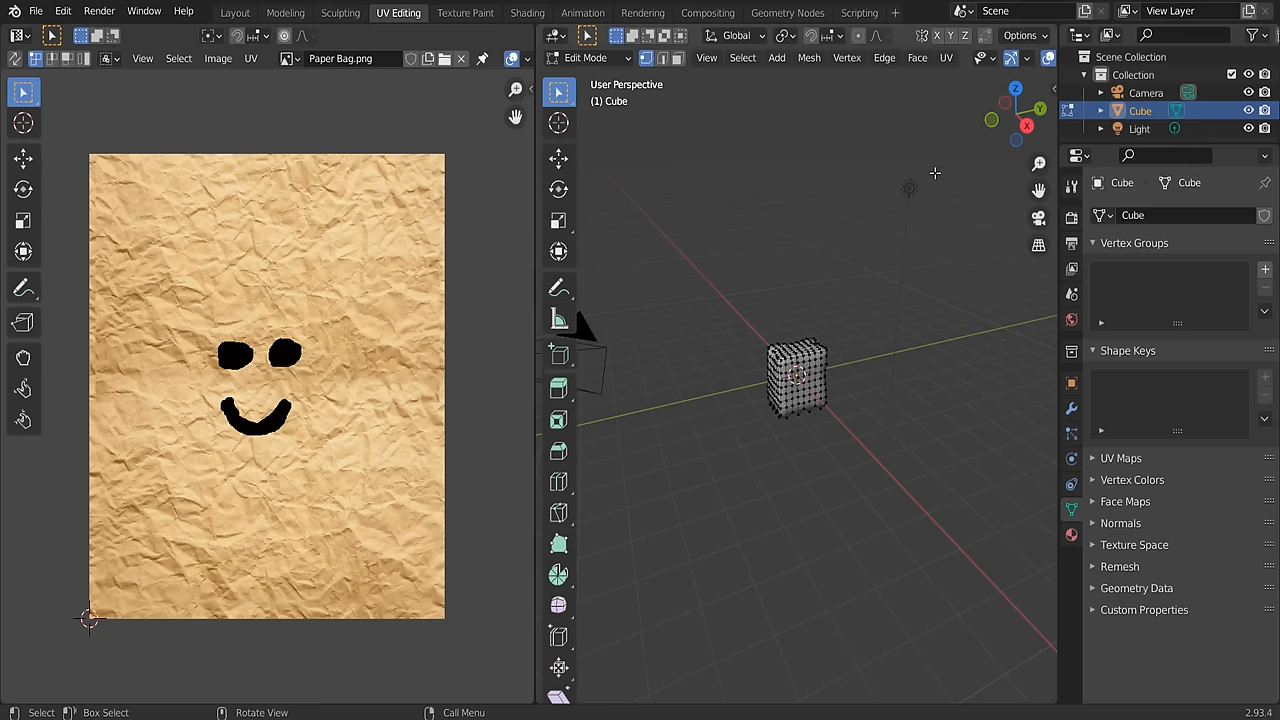 File Edit Render Window Help
Layout Modeling Sculpting UV Editing Texture Paint Shading Animation Rendering Compositing Geometry Nodes Scripting +
Scene
View Layer
Global
X Y Z
Options
View Select Image UV
Paper Bag.png
Edit Mode
View Select Add Mesh Vertex Edge Face UV
User Perspective
(1) Cube
Z
Y
X
Scene Collection
Collection
Camera
Cube
Light
Cube
Cube
Cube
Vertex Groups
Shape Keys
UV Maps
Vertex Colors
Face Maps
Normals
Texture Space
Remesh
Geometry Data
Custom Properties
Select Box Select Rotate View Call Menu
2.93.4